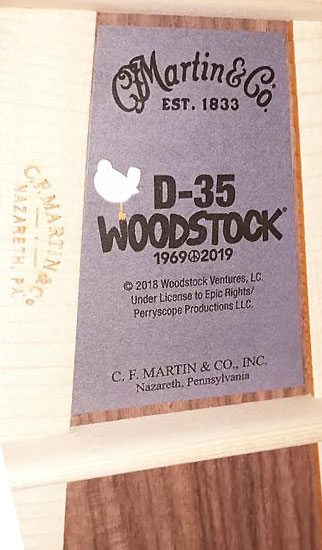 C.F. Martin & Co.
EST. 1833
D-35
WOODSTOCK®
1969☮2019
© 2018 Woodstock Ventures, LC.
Under License to Epic Rights/
Perryscope Productions LLC.
C. F. MARTIN & CO., INC.
Nazareth, Pennsylvania
C. F. MARTIN & Co
NAZARETH, PA.